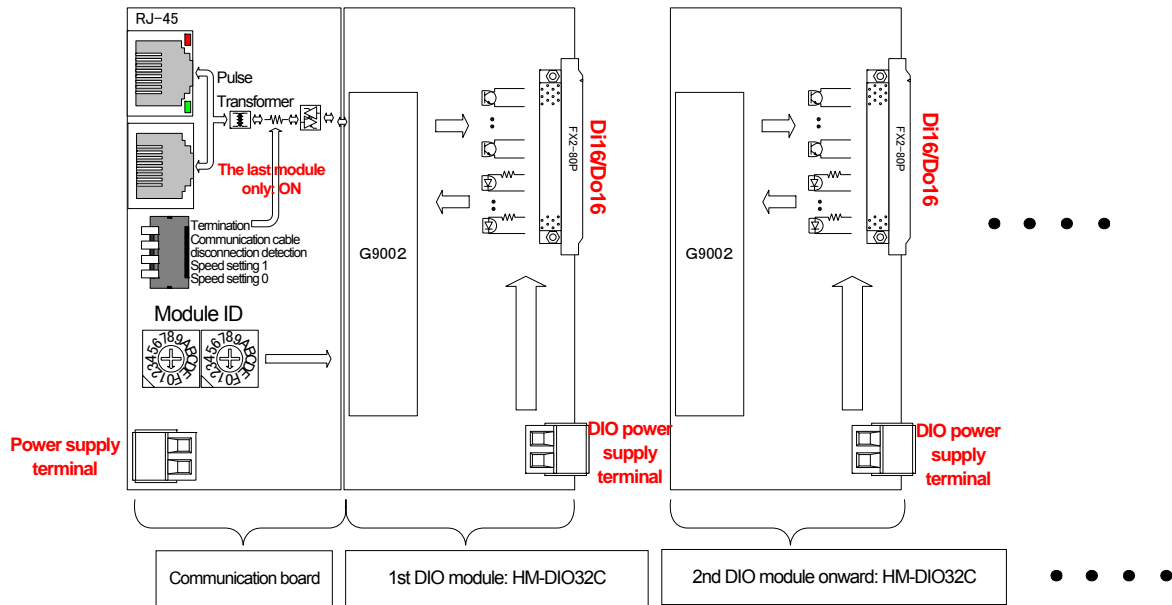 RJ-45
Pulse
Transformer
The last module
only: ON
Termination
Communication cable
disconnection detection
Speed setting 1
Speed setting 0
Module ID
F0123456789ABCDE
F0123456789ABCDE
Power supply
terminal
G9002
FX2-80P
Di16/Do16
DIO power
supply
terminal
G9002
FX2-80P
Di16/Do16
DIO power
supply
terminal
Communication board
1st DIO module: HM-DIO32C
2nd DIO module onward: HM-DIO32C